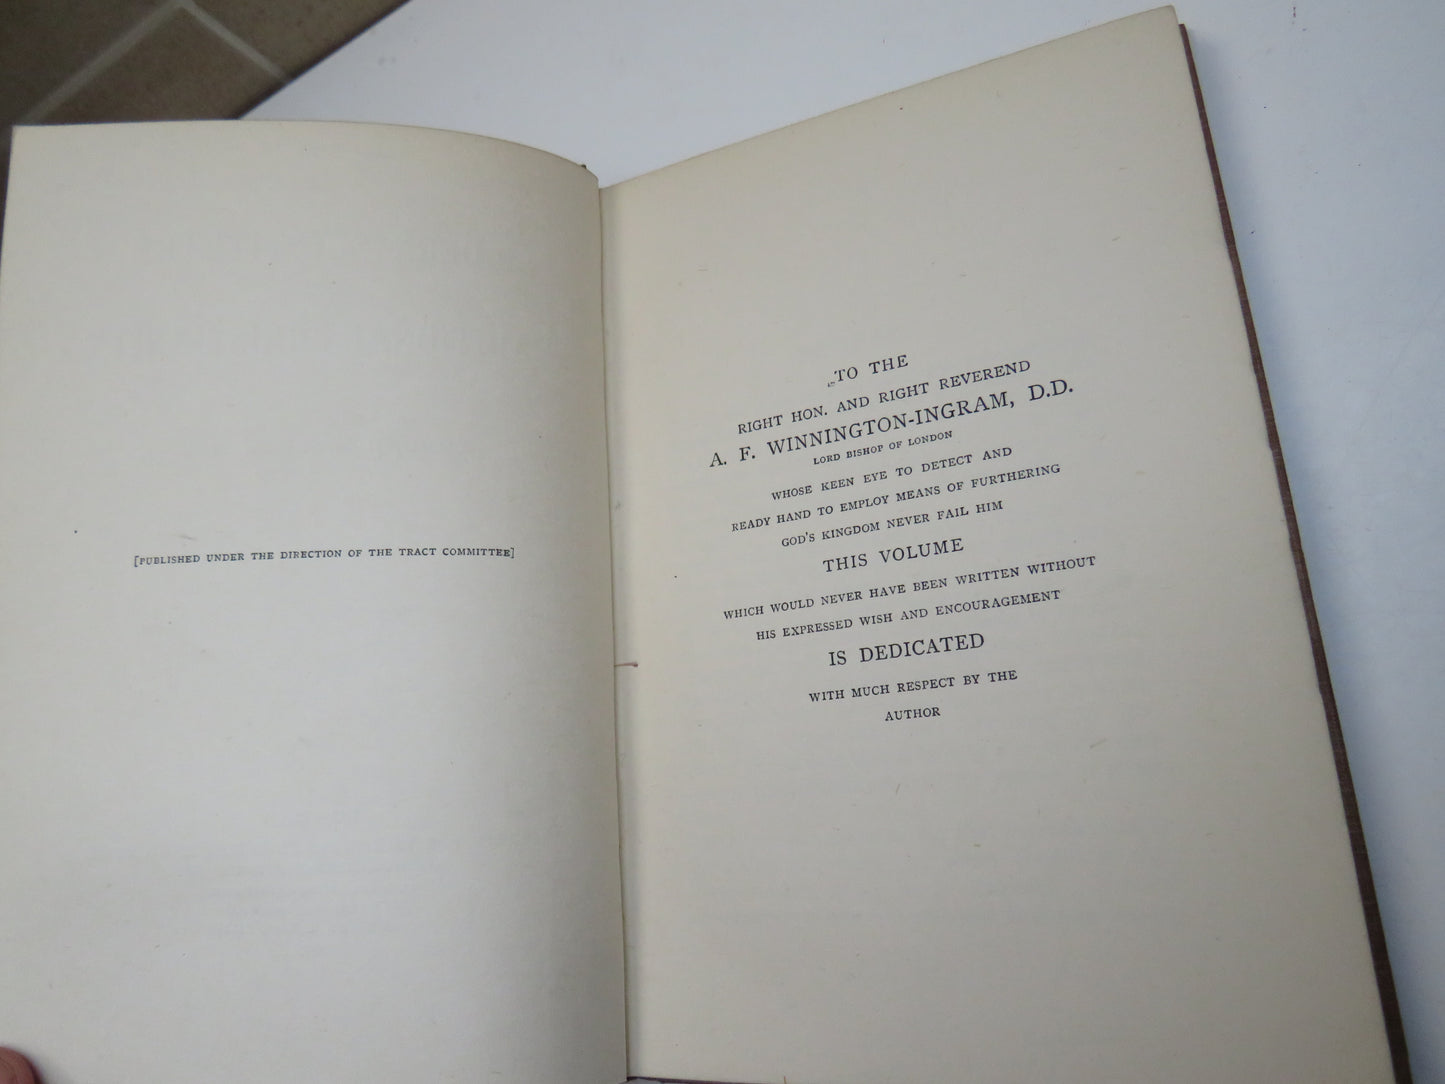 [PUBLISHED UNDER THE DIRECTION OF THE TRACT COMMITTEE]
TO THE
RIGHT HON. AND RIGHT REVEREND
A. F. WINNINGTON-INGRAM, D.D.
LORD BISHOP OF LONDON
WHOSE KEEN EYE TO DETECT AND
READY HAND TO EMPLOY MEANS OF FURTHERING
GOD'S KINGDOM NEVER FAIL HIM
THIS VOLUME
WHICH WOULD NEVER HAVE BEEN WRITTEN WITHOUT
HIS EXPRESSED WISH AND ENCOURAGEMENT
IS DEDICATED
WITH MUCH RESPECT BY THE
AUTHOR